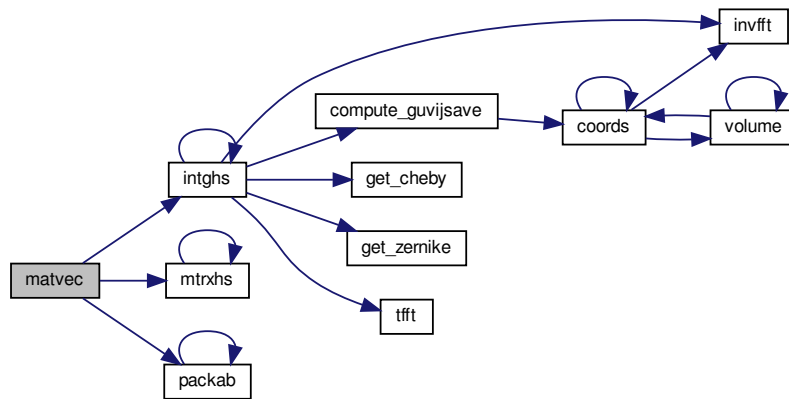 invfft
compute_guvijsave
coords
volume
intghs
get_cheby
get_zernike
matvec
mtrxhs
tfft
packab